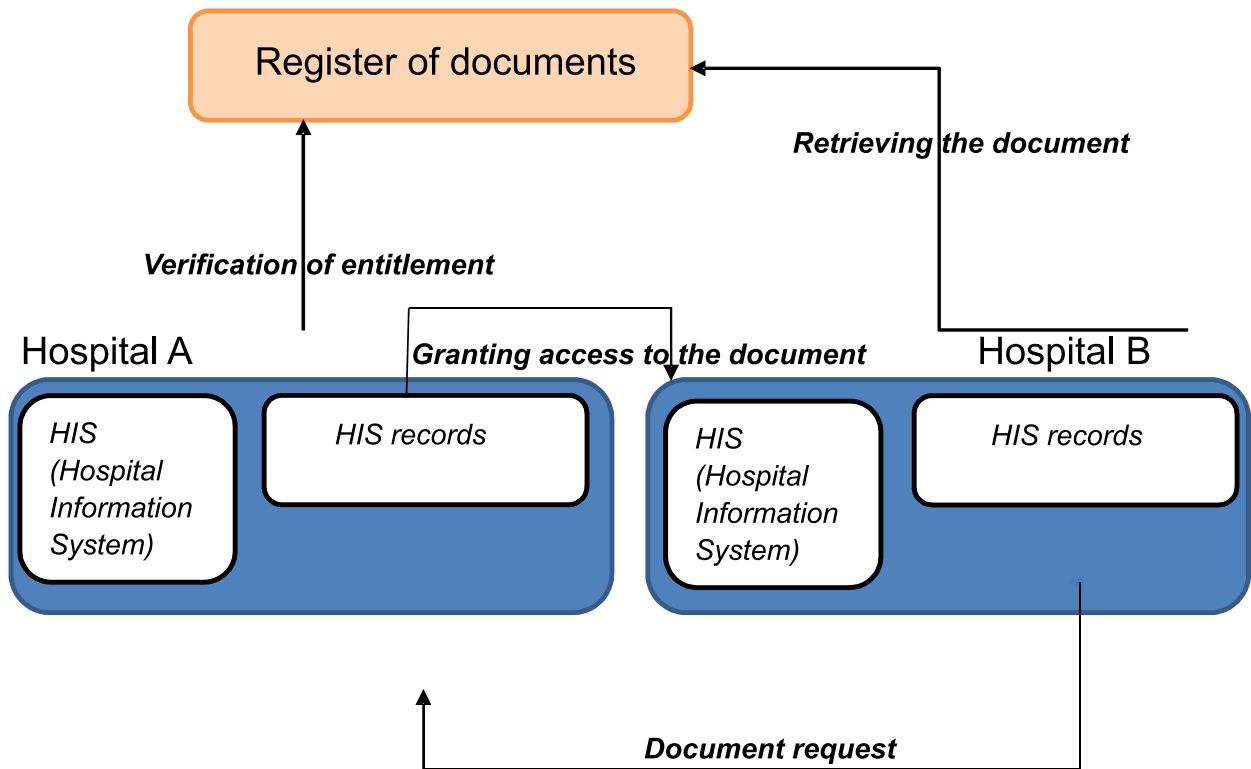 Register of documents
Retrieving the document
Verification of entitlement
Hospital A
Granting access to the document
Hospital B
HIS
(Hospital
Information
System)
HIS records
HIS
(Hospital
Information
System)
HIS records
Document request